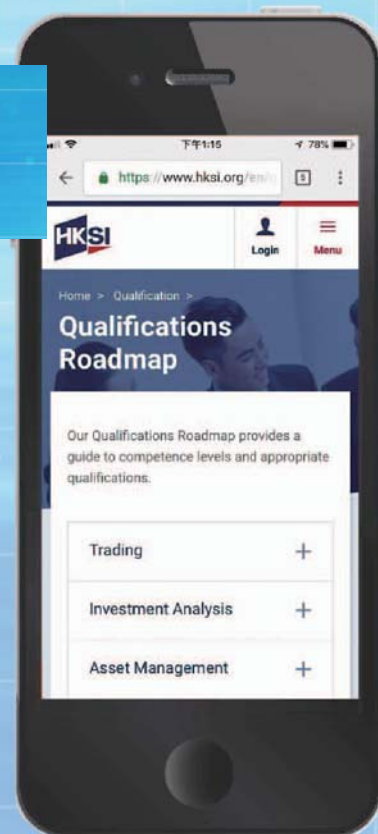 下午1:15
78%
https://www.hksi.org/en/
5
HKSI
Login
Menu
Home > Qualification >
Qualifications
Roadmap
Our Qualifications Roadmap provides a
guide to competence levels and appropriate
qualifications.
Trading
Investment Analysis
Asset Management